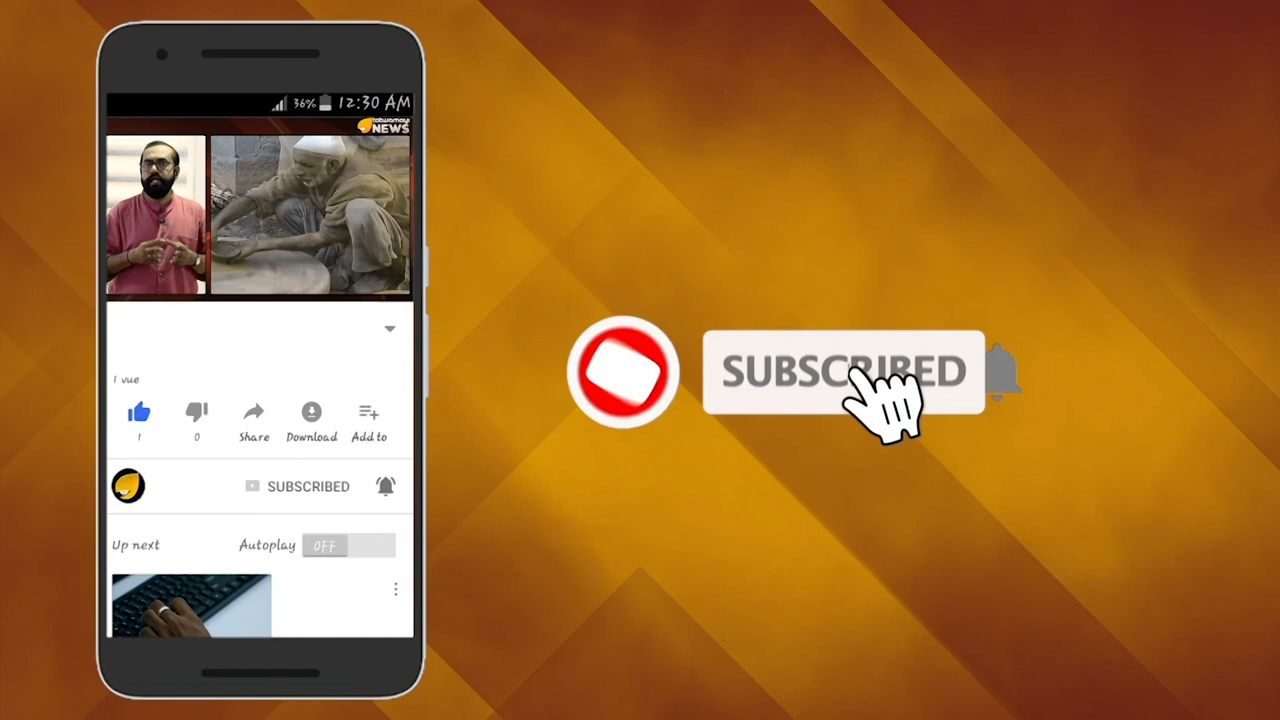 36% 12:30 AM
tatwamayi
NEWS
1 vue
1
0
Share
Download
Add to
SUBSCRIBED
Up next
Autoplay
OFF
SUBSCRIBED